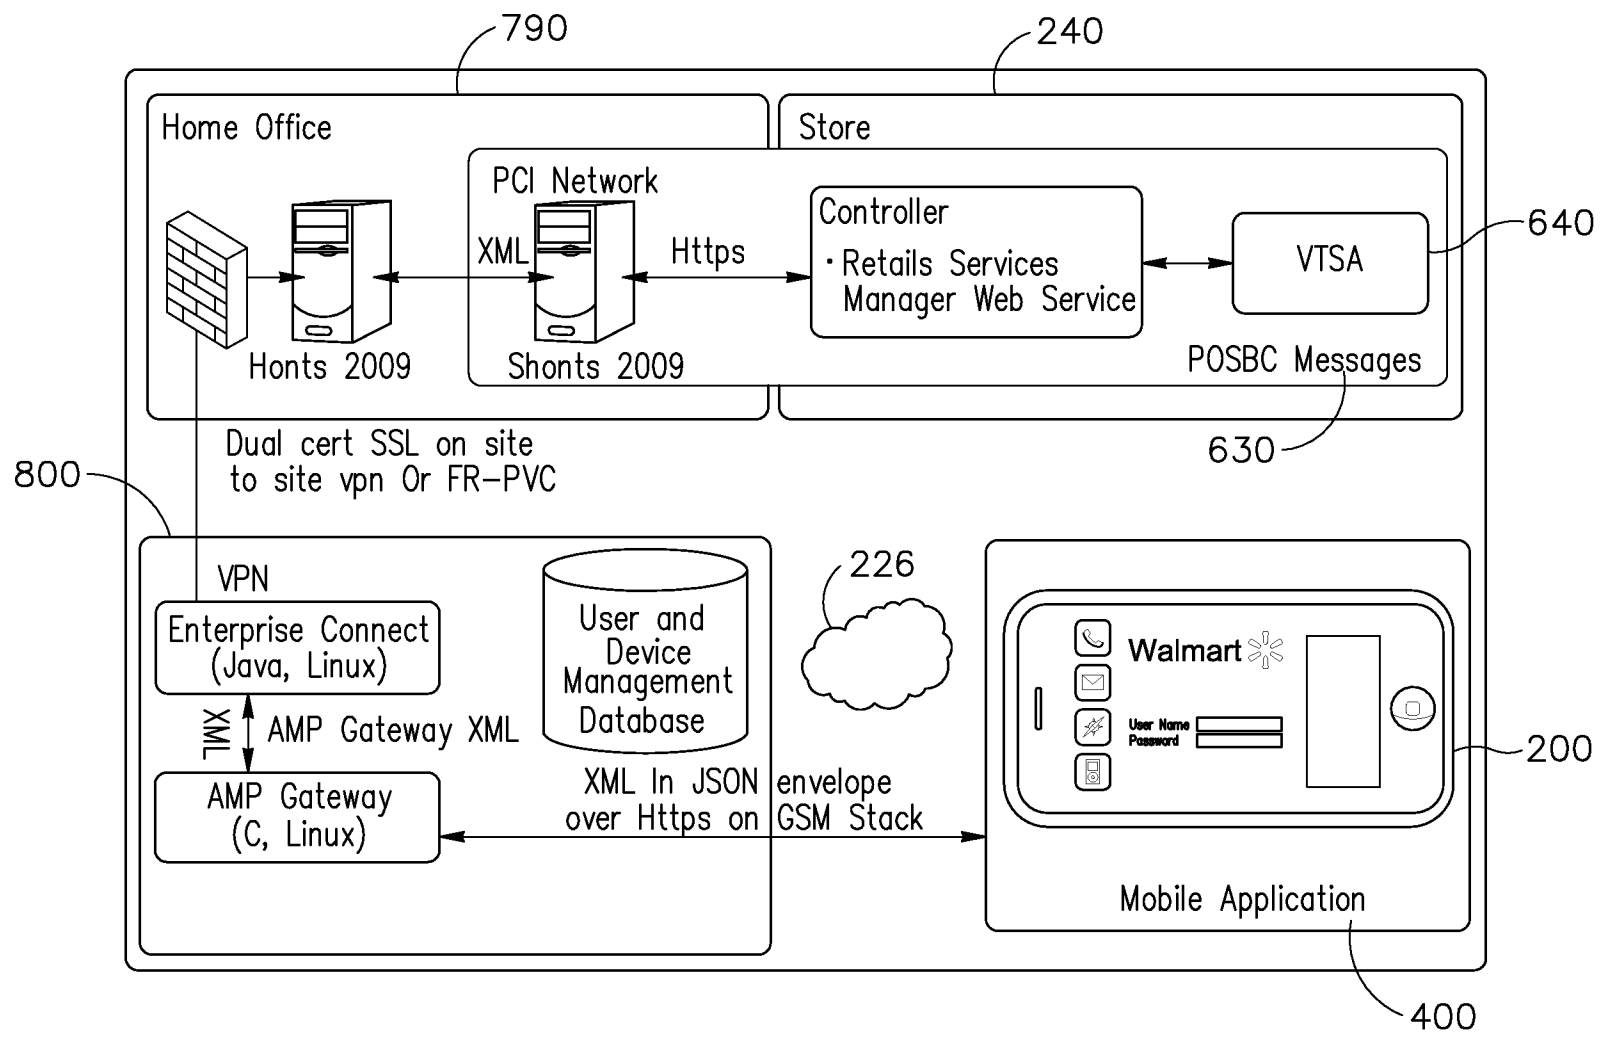 790
240
Home Office
Store
PCI Network
Controller
· Retails Services
Manager Web Service
XML
Https
VTSA
640
Honts 2009
Shonts 2009
POSBC Messages
630
Dual cert SSL on site
to site vpn Or FR-PVC
800
VPN
Enterprise Connect
(Java, Linux)
XML
AMP Gateway XML
AMP Gateway
(C, Linux)
User and
Device
Management
Database
226
XML In JSON envelope
over Https on GSM Stack
Walmart
User Name
Password
200
Mobile Application
400